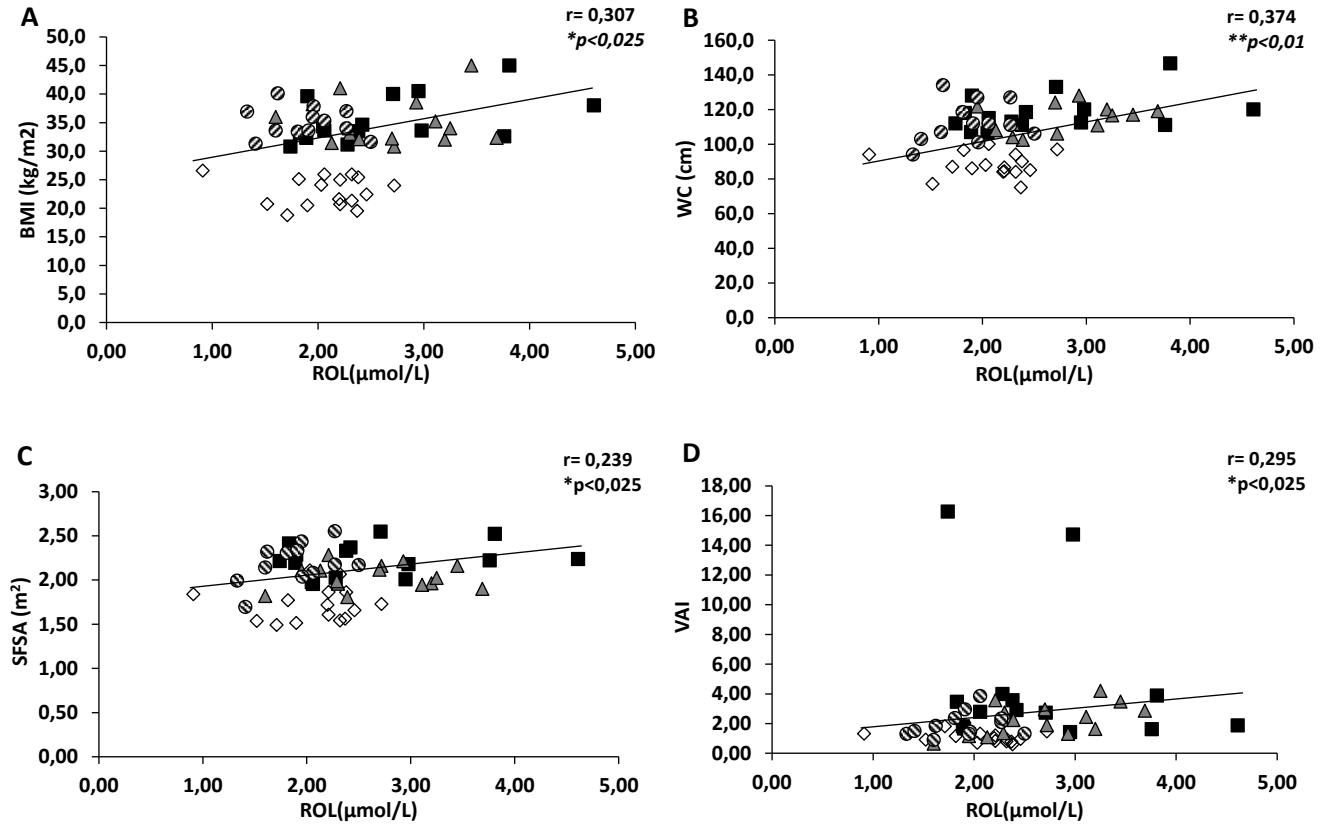 A
r= 0,307
*p<0,025
50,0
45,0
40,0
35,0
30,0
25,0
20,0
15,0
10,0
5,0
0,0
BMI (kg/m2)
0,00 1,00 2,00 3,00 4,00 5,00
ROL(µmol/L)
B
r= 0,374
**p<0,01
160,0
140,0
120,0
100,0
80,0
60,0
40,0
20,0
0,0
WC (cm)
0,00 1,00 2,00 3,00 4,00 5,00
ROL(µmol/L)
C
r= 0,239
*p<0,025
3,00
2,50
2,00
1,50
1,00
0,50
0,00
SFSA (m²)
0,00 1,00 2,00 3,00 4,00 5,00
ROL(µmol/L)
D
r= 0,295
*p<0,025
18,00
16,00
14,00
12,00
10,00
8,00
6,00
4,00
2,00
0,00
VAI
0,00 1,00 2,00 3,00 4,00 5,00
ROL(µmol/L)